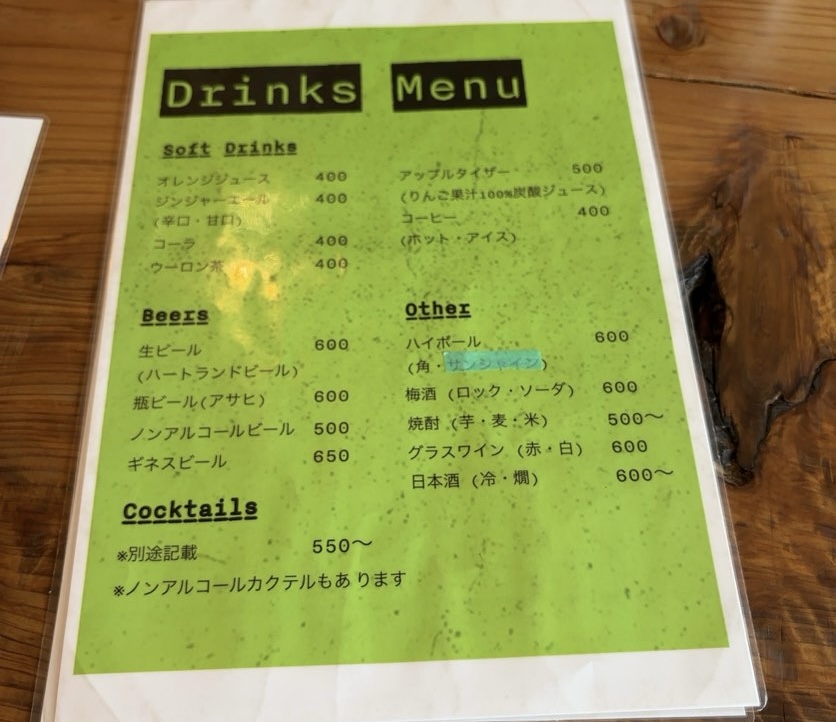 Drinks Menu
Soft Drinks
オレンジジュース 400
ジンジャーエール 400
(辛口・甘口)
コーラ 400
ウーロン茶 400
アップルタイザー 500
(りんご果汁100%炭酸ジュース)
コーヒー 400
(ホット・アイス)
Beers
生ビール 600
(ハートランドビール)
瓶ビール(アサヒ) 600
ノンアルコールビール 500
ギネスビール 650
Other
ハイボール 600
(角・サンシャイン)
梅酒 (ロック・ソーダ) 600
焼酎 (芋・麦・米) 500〜
グラスワイン (赤・白) 600
日本酒 (冷・燗) 600〜
Cocktails
※別途記載 550〜
※ノンアルコールカクテルもあります